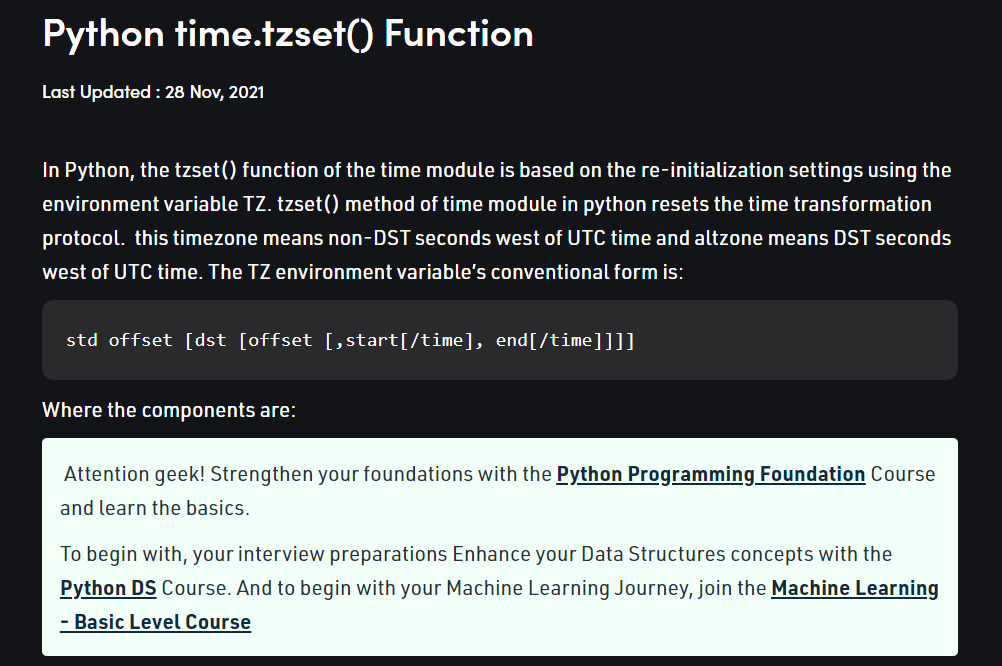 Python time.tzset() Function
Last Updated : 28 Nov, 2021
In Python, the tzset() function of the time module is based on the re-initialization settings using the
environment variable TZ. tzset() method of time module in python resets the time transformation
protocol.  this timezone means non-DST seconds west of UTC time and altzone means DST seconds
west of UTC time. The TZ environment variable’s conventional form is:
std offset [dst [offset [,start[/time], end[/time]]]]
Where the components are:
Attention geek! Strengthen your foundations with the Python Programming Foundation Course
and learn the basics.
To begin with, your interview preparations Enhance your Data Structures concepts with the
Python DS Course. And to begin with your Machine Learning Journey, join the Machine Learning
- Basic Level Course